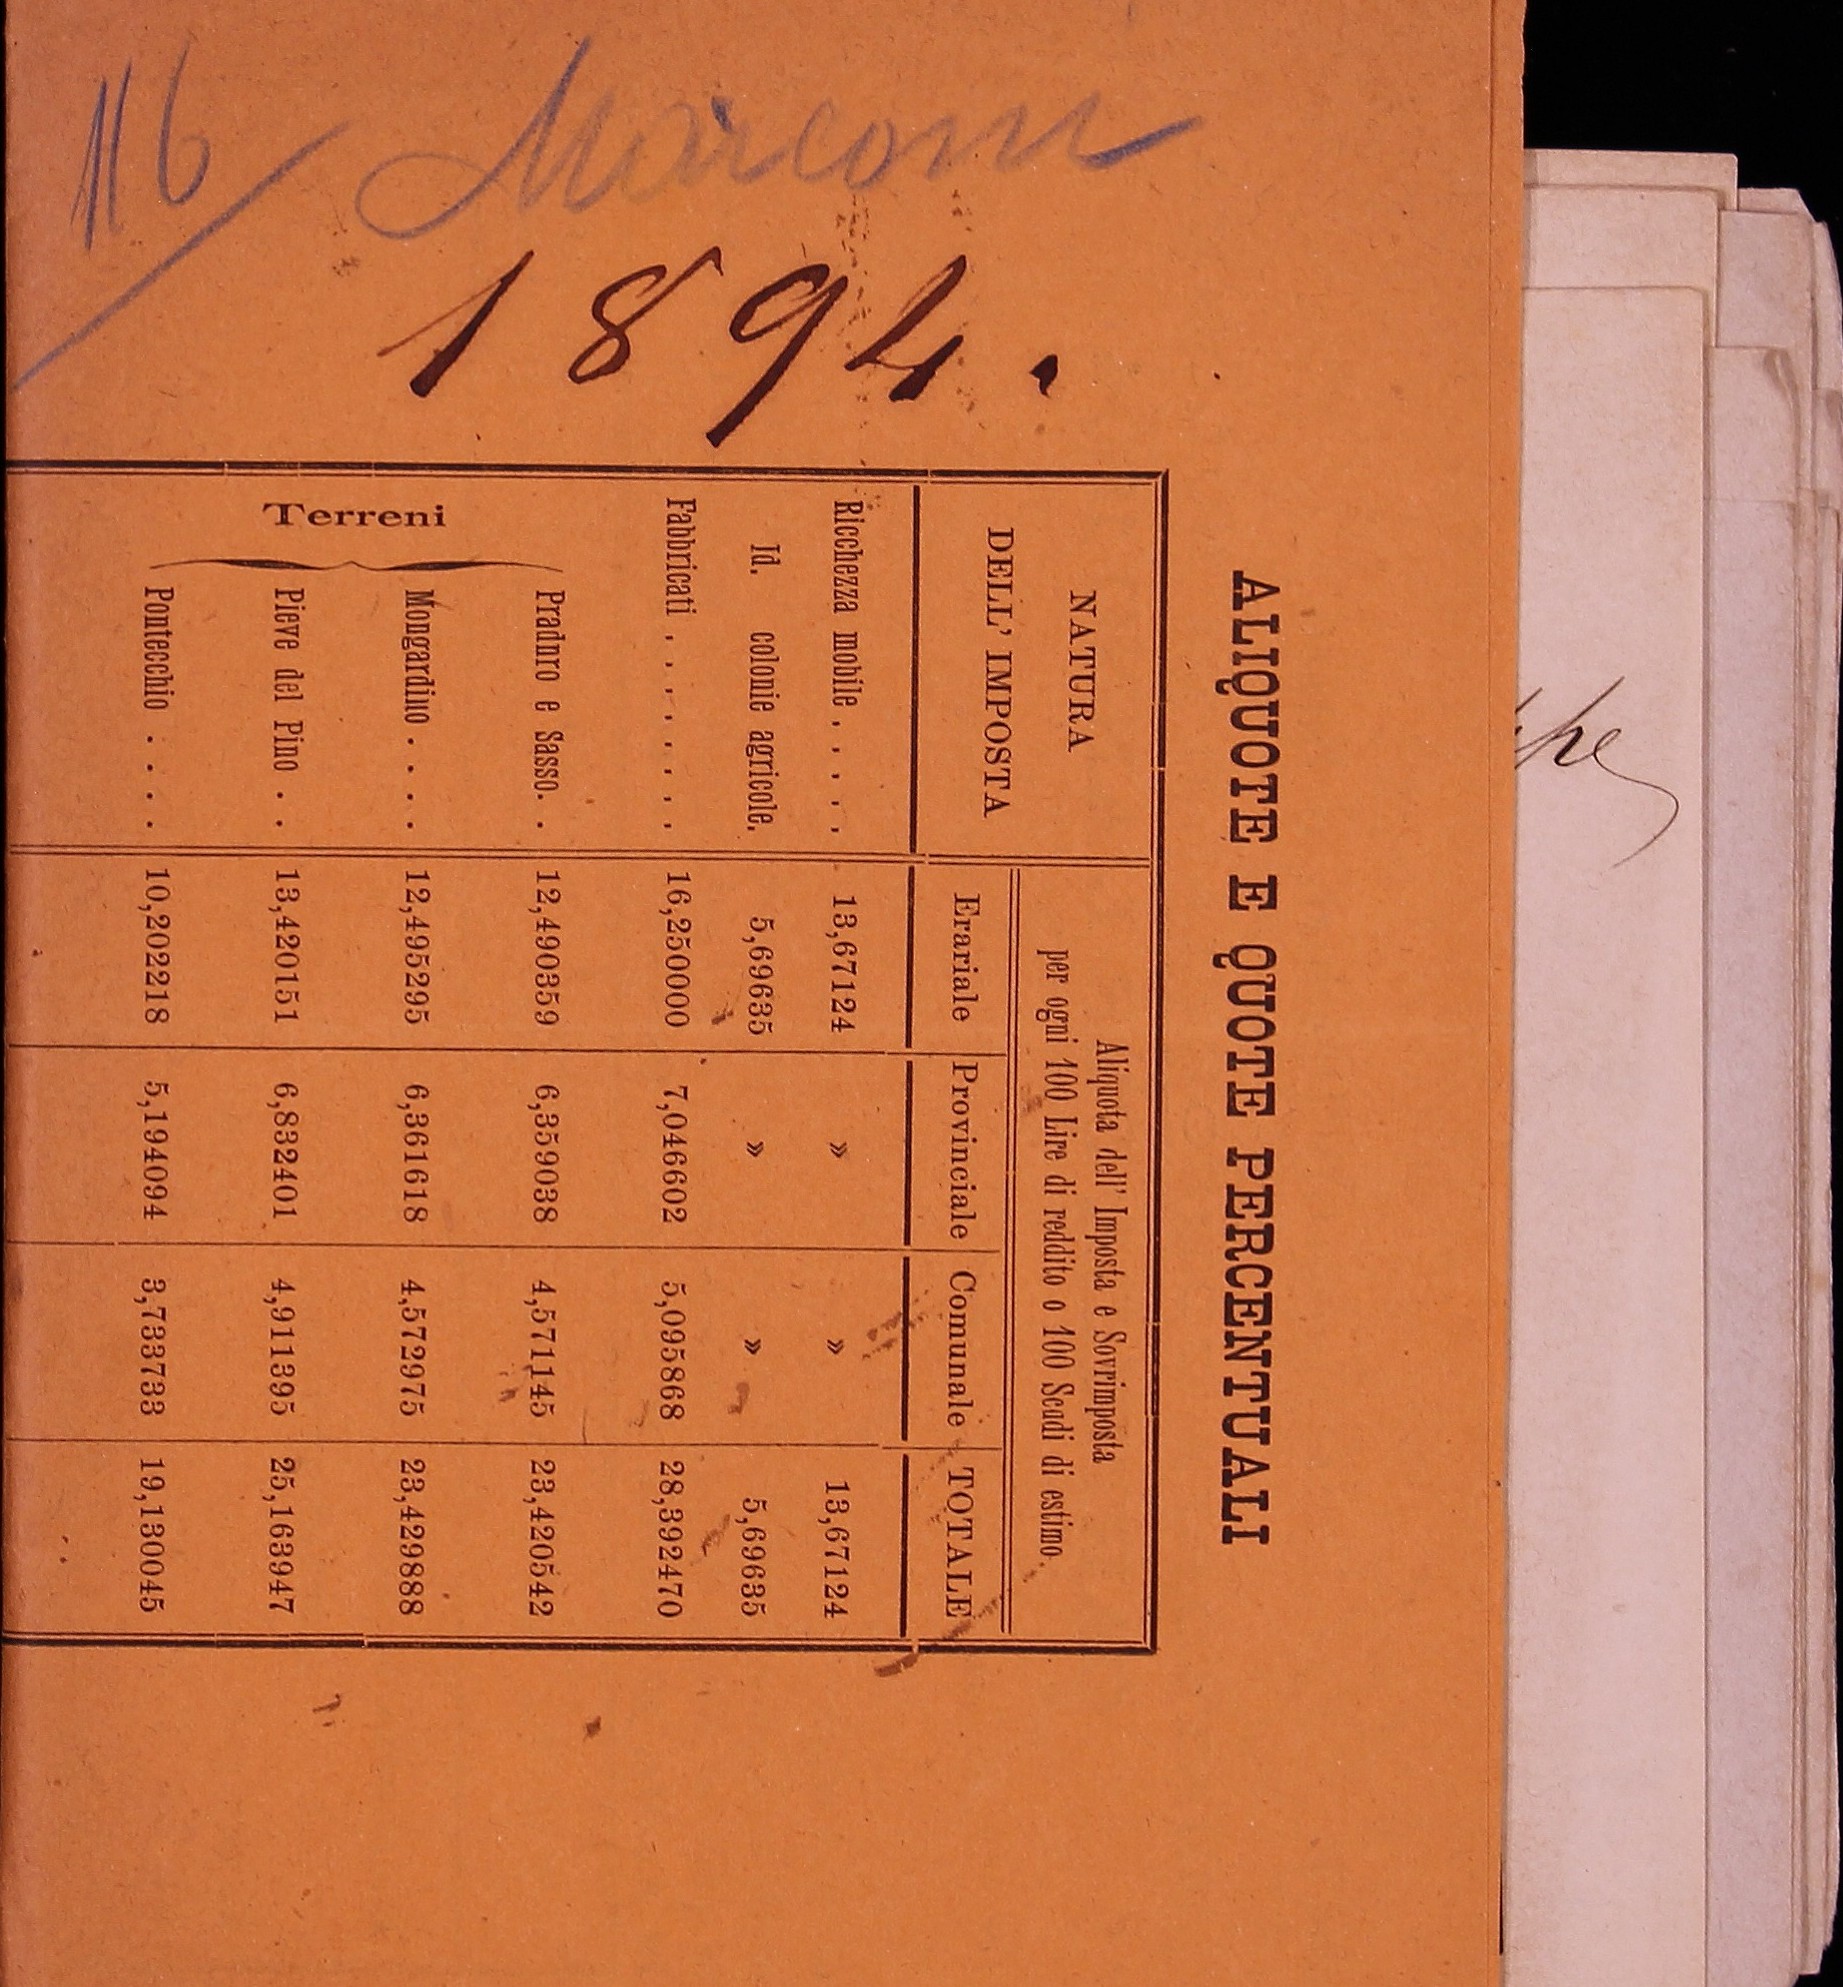 116 Marconi
1894.
ALIQUOTE E QUOTE PERCENTUALI
NATURA DELL' IMPOSTA
Aliquota dell' Imposta e Sovrimposta
per ogni 100 Lire di reddito o 100 Scudi di estimo
Erariale Provinciale Comunale TOTALE
Ricchezza mobile . . . . . 13,67124 » » 13,67124
Id. colonie agricole. 5,69635 » » 5,69635
Fabbricati . . . . . . . . 16,250000 7,046602 5,095868 28,392470
Terreni
Praduro e Sasso. . 12,490359 6,359038 4,571145 23,420542
Mongardino . . . . 12,495295 6,361618 4,572975 23,429888
Pieve del Pino . . 13,420151 6,832401 4,911395 25,163947
Pontecchio . . . . 10,202218 5,194094 3,733733 19,130045